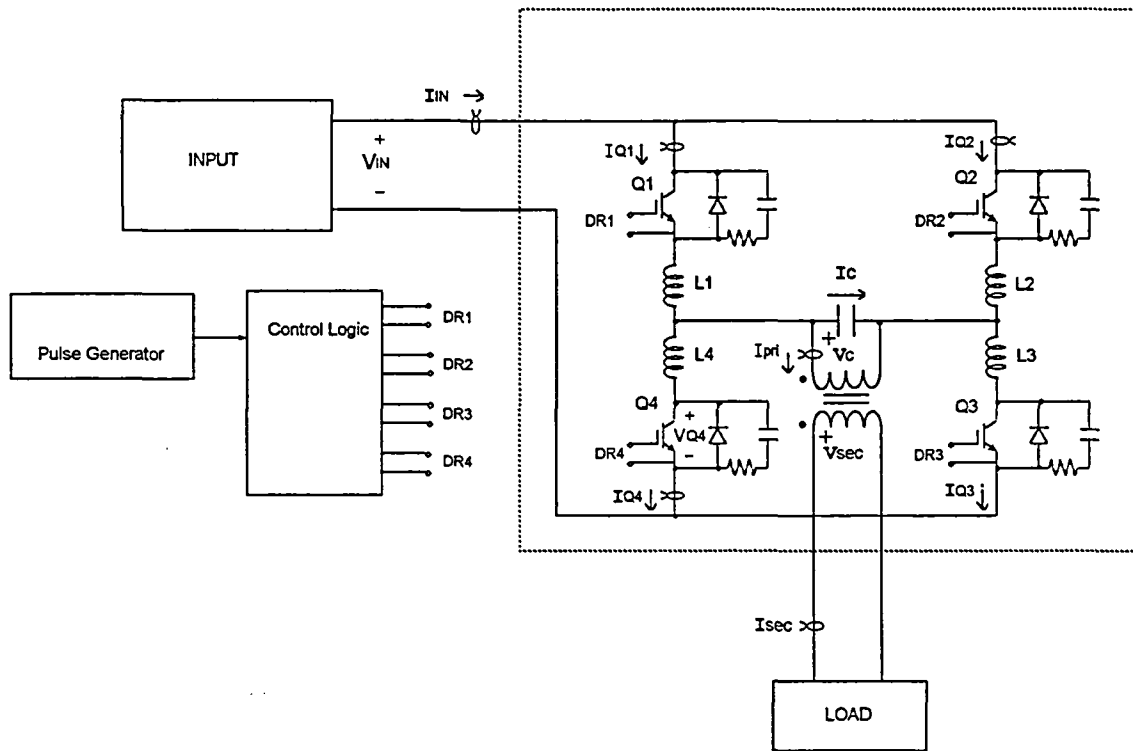 IIN
INPUT
+
VIN
-
IQ1
Q1
DR1
IQ2
Q2
DR2
L1
Ic
L2
Pulse Generator
Control Logic
DR1
DR2
DR3
DR4
L4
Ipri
+
Vc
L3
Q4
+
VQ4
-
DR4
IQ4
+
Vsec
Q3
DR3
IQ3
Isec
LOAD